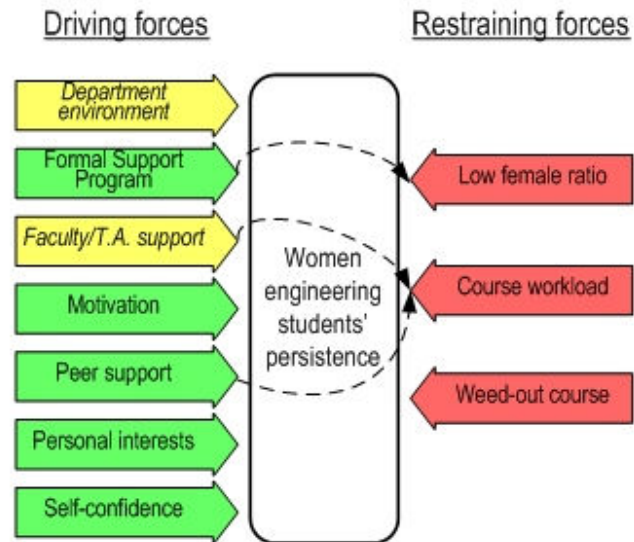 Driving forces
Restraining forces
Department
environment
Formal Support
Program
Faculty/T.A. support
Motivation
Peer support
Personal interests
Self-confidence
Women
engineering
students'
persistence
Low female ratio
Course workload
Weed-out course